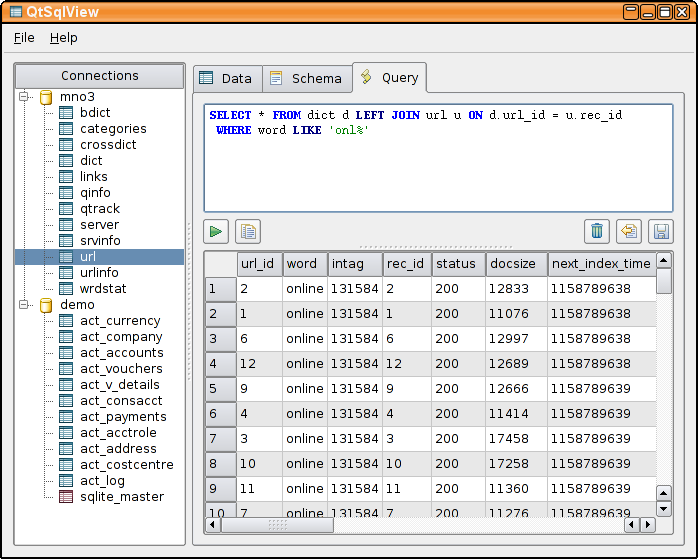 QtSqlView
File Help
Connections
mno3
bdict
categories
crossdict
dict
links
qinfo
qtrack
server
srvinfo
url
urlinfo
wrdstat
demo
act_currency
act_company
act_accounts
act_vouchers
act_v_details
act_consacct
act_payments
act_acctrole
act_address
act_costcentre
act_log
sqlite_master
Data Schema Query
SELECT * FROM dict d LEFT JOIN url u ON d.url_id = u.rec_id
WHERE word LIKE 'onl%'
url_id word intag rec_id status docsize next_index_time
1 2 online 131584 2 200 12833 1158789638
2 1 online 131584 1 200 11076 1158789638
3 6 online 131584 6 200 12997 1158789638
4 12 online 131584 12 200 12689 1158789638
5 9 online 131584 9 200 12666 1158789639
6 4 online 131584 4 200 11414 1158789639
7 3 online 131584 3 200 17458 1158789639
8 10 online 131584 10 200 17258 1158789639
9 11 online 131584 11 200 11360 1158789639
10 7 online 131584 7 200 11276 1158789639